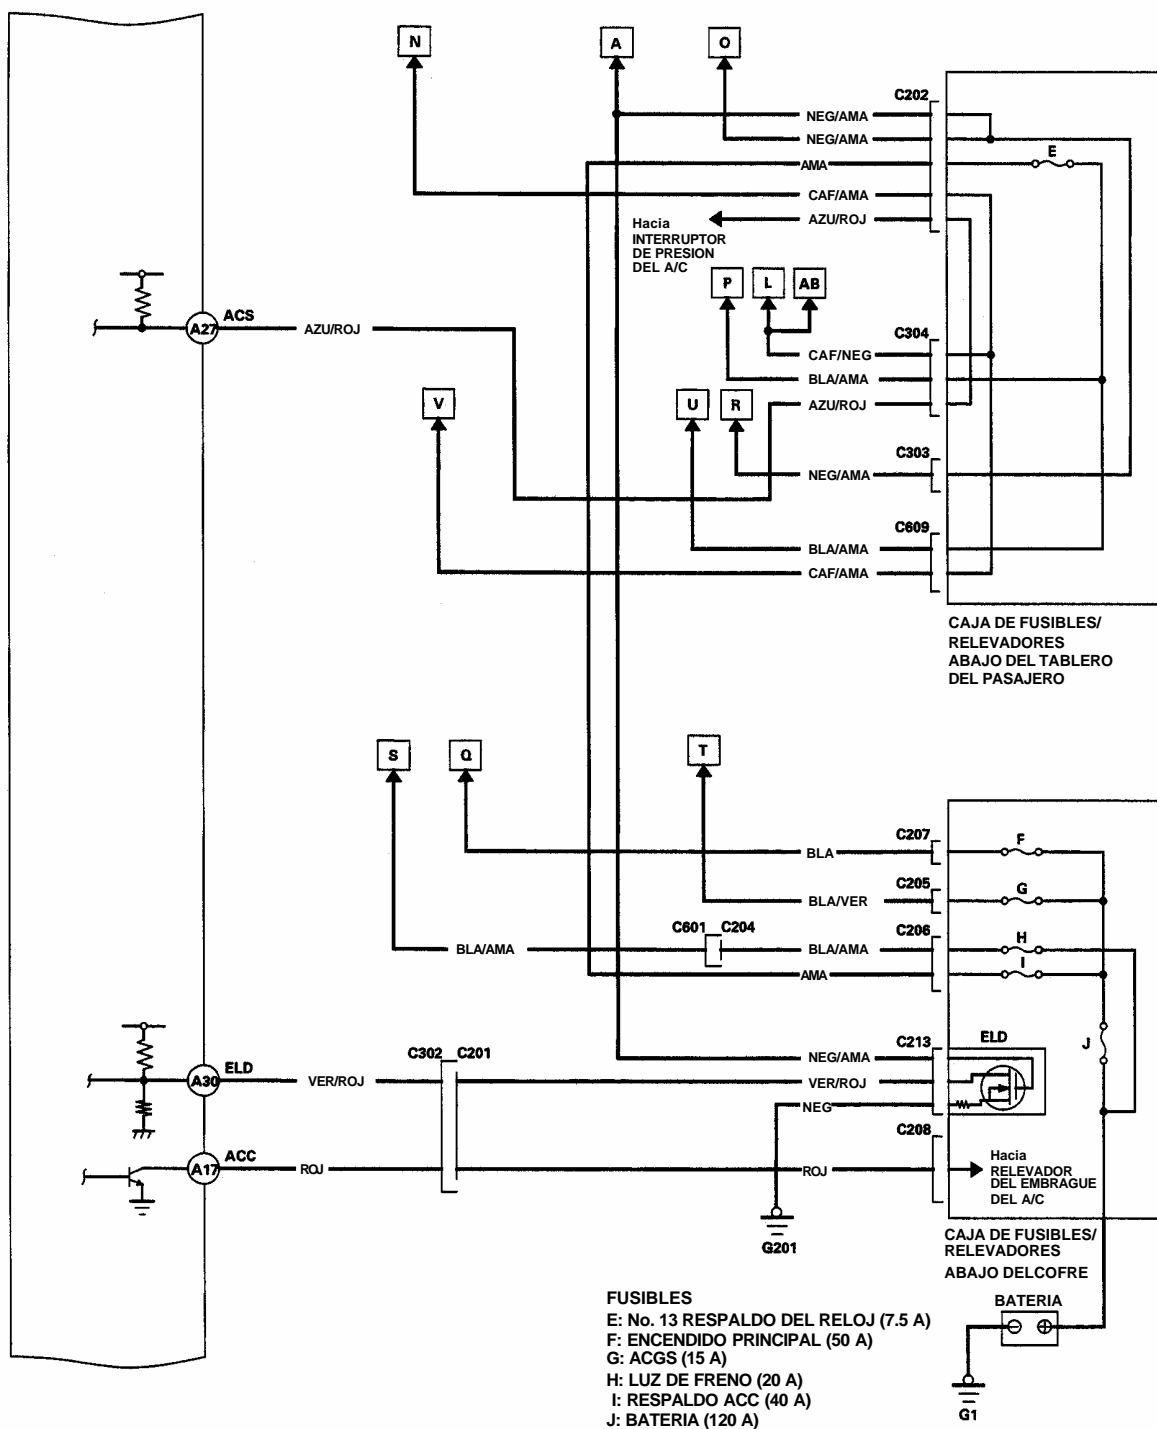 N
A
O
C202
NEG/AMA
NEG/AMA
E
AMA
CAF/AMA
AZU/ROJ
Hacia
INTERRUPTOR
DE PRESION
DEL A/C
P
L
AB
ACS
A27
AZU/ROJ
C304
CAF/NEG
BLA/AMA
AZU/ROJ
V
U
R
C303
NEG/AMA
C609
BLA/AMA
CAF/AMA
CAJA DE FUSIBLES/
RELEVADORES
ABAJO DEL TABLERO
DEL PASAJERO
S
Q
T
C207
F
BLA
C205
G
BLA/VER
C601
C204
C206
H
BLA/AMA
BLA/AMA
I
AMA
C302
C201
C213
ELD
J
NEG/AMA
ELD
A30
VER/ROJ
VER/ROJ
NEG
C208
ACC
A17
ROJ
ROJ
Hacia
RELEVADOR
DEL EMBRAGUE
DEL A/C
G201
CAJA DE FUSIBLES/
RELEVADORES
ABAJO DELCOFRE
BATERIA
G1
FUSIBLES
E: No. 13 RESPALDO DEL RELOJ (7.5 A)
F: ENCENDIDO PRINCIPAL (50 A)
G: ACGS (15 A)
H: LUZ DE FRENO (20 A)
I: RESPALDO ACC (40 A)
J: BATERIA (120 A)